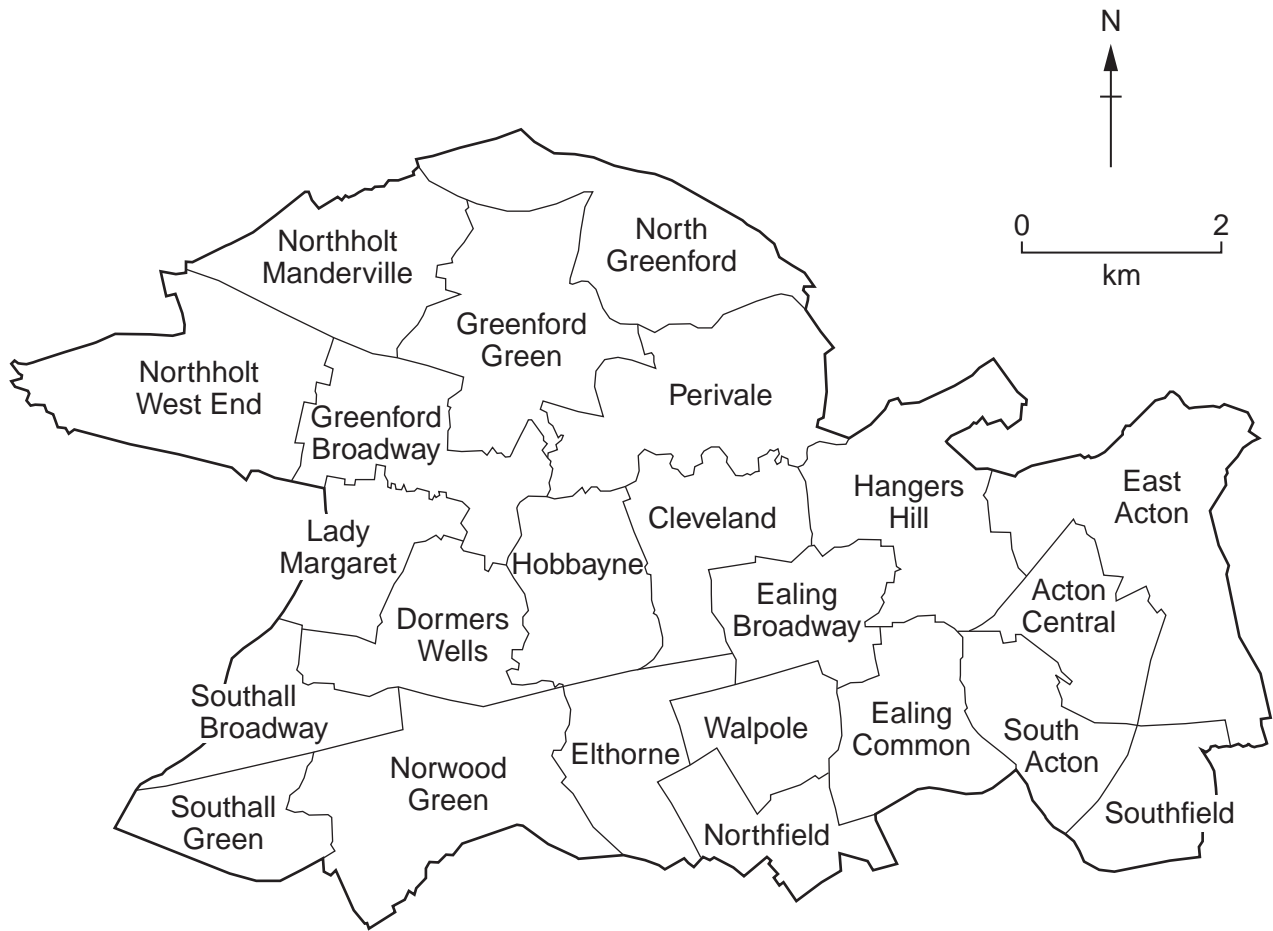 N
0 2
km
North
Greenford
Northholt
Manderville
Greenford
Green
Northholt
West End
Perivale
Greenford
Broadway
Hangers
Hill
East
Acton
Cleveland
Lady
Margaret
Hobbayne
Ealing
Broadway
Acton
Central
Dormers
Wells
Southall
Broadway
Walpole
Ealing
Common
South
Acton
Elthorne
Norwood
Green
Southall
Green
Northfield
Southfield